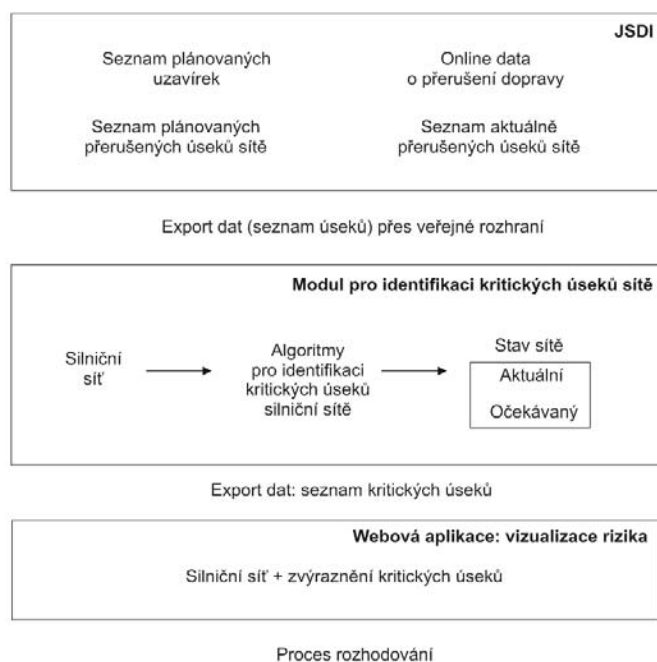 JSDI
Seznam plánovaných
uzavírek
Online data
o přerušení dopravy
Seznam plánovaných
přerušených úseků sítě
Seznam aktuálně
přerušených úseků sítě
Export dat (seznam úseků) přes veřejné rozhraní
Modul pro identifikaci kritických úseků sítě
Silniční
síť
Algoritmy
pro identifikaci
kritických úseků
silniční sítě
Stav sítě
Aktuální
Očekávaný
Export dat: seznam kritických úseků
Webová aplikace: vizualizace rizika
Silniční síť + zvýraznění kritických úseků
Proces rozhodování